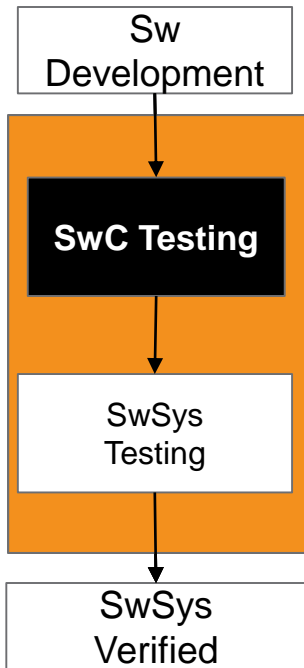 Sw
Development
SwC Testing
SwSys
Testing
SwSys
Verified